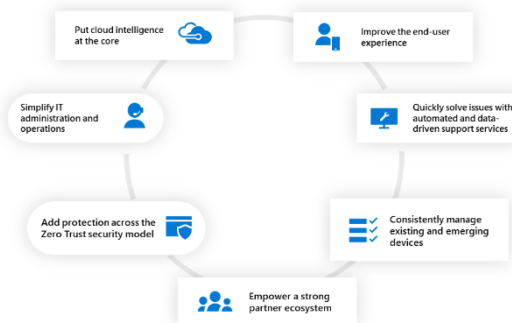 Put cloud intelligence
at the core
Improve the end-user
experience
Simplify IT
administration and
operations
Quickly solve issues with
automated and data-
driven support services
Add protection across the
Zero Trust security model
Consistently manage
existing and emerging
devices
Empower a strong
partner ecosystem